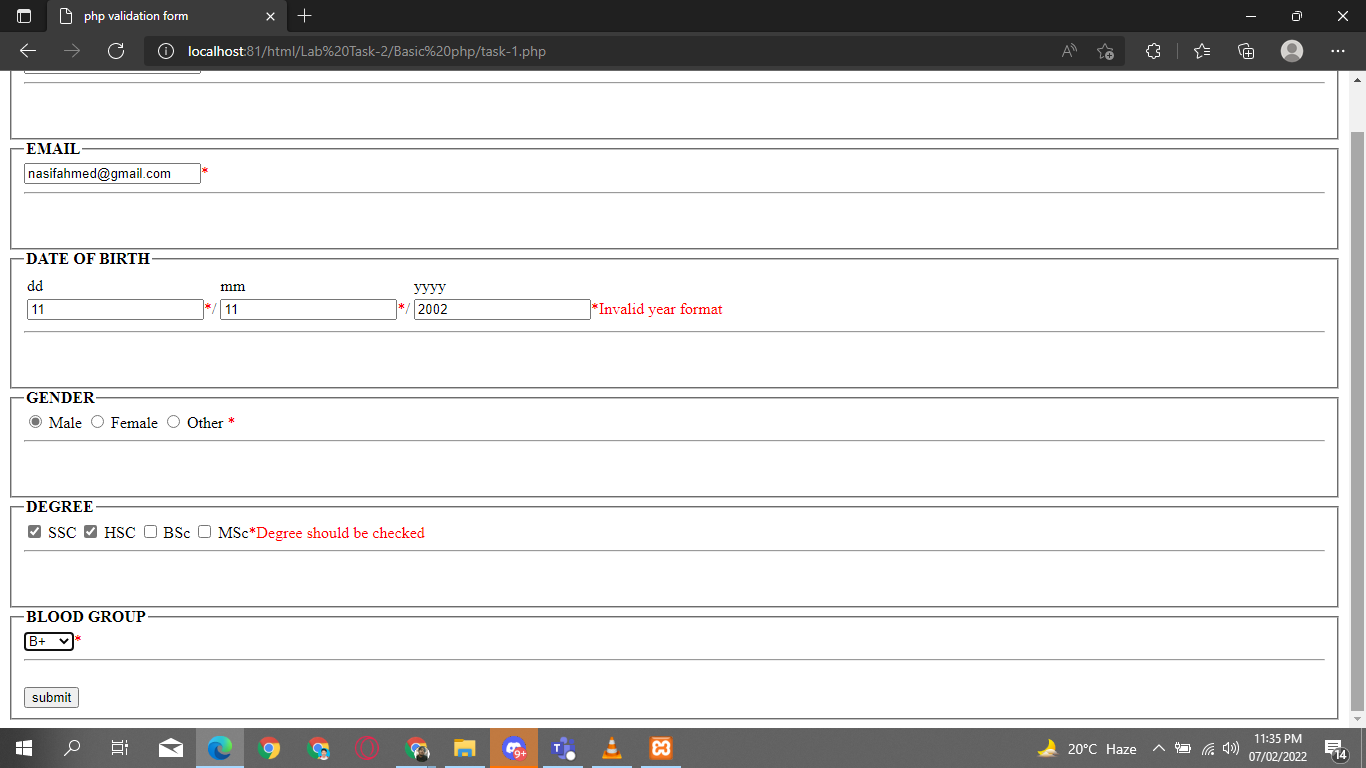 php validation form
localhost:81/html/Lab%20Task-2/Basic%20php/task-1.php
EMAIL
nasifahmed@gmail.com *
DATE OF BIRTH
dd mm yyyy
11 */ 11 */ 2002 *Invalid year format
GENDER
Male Female Other *
DEGREE
SSC HSC BSc MSc*Degree should be checked
BLOOD GROUP
B+ *
submit
9+
20°C Haze
11:35 PM
07/02/2022
14